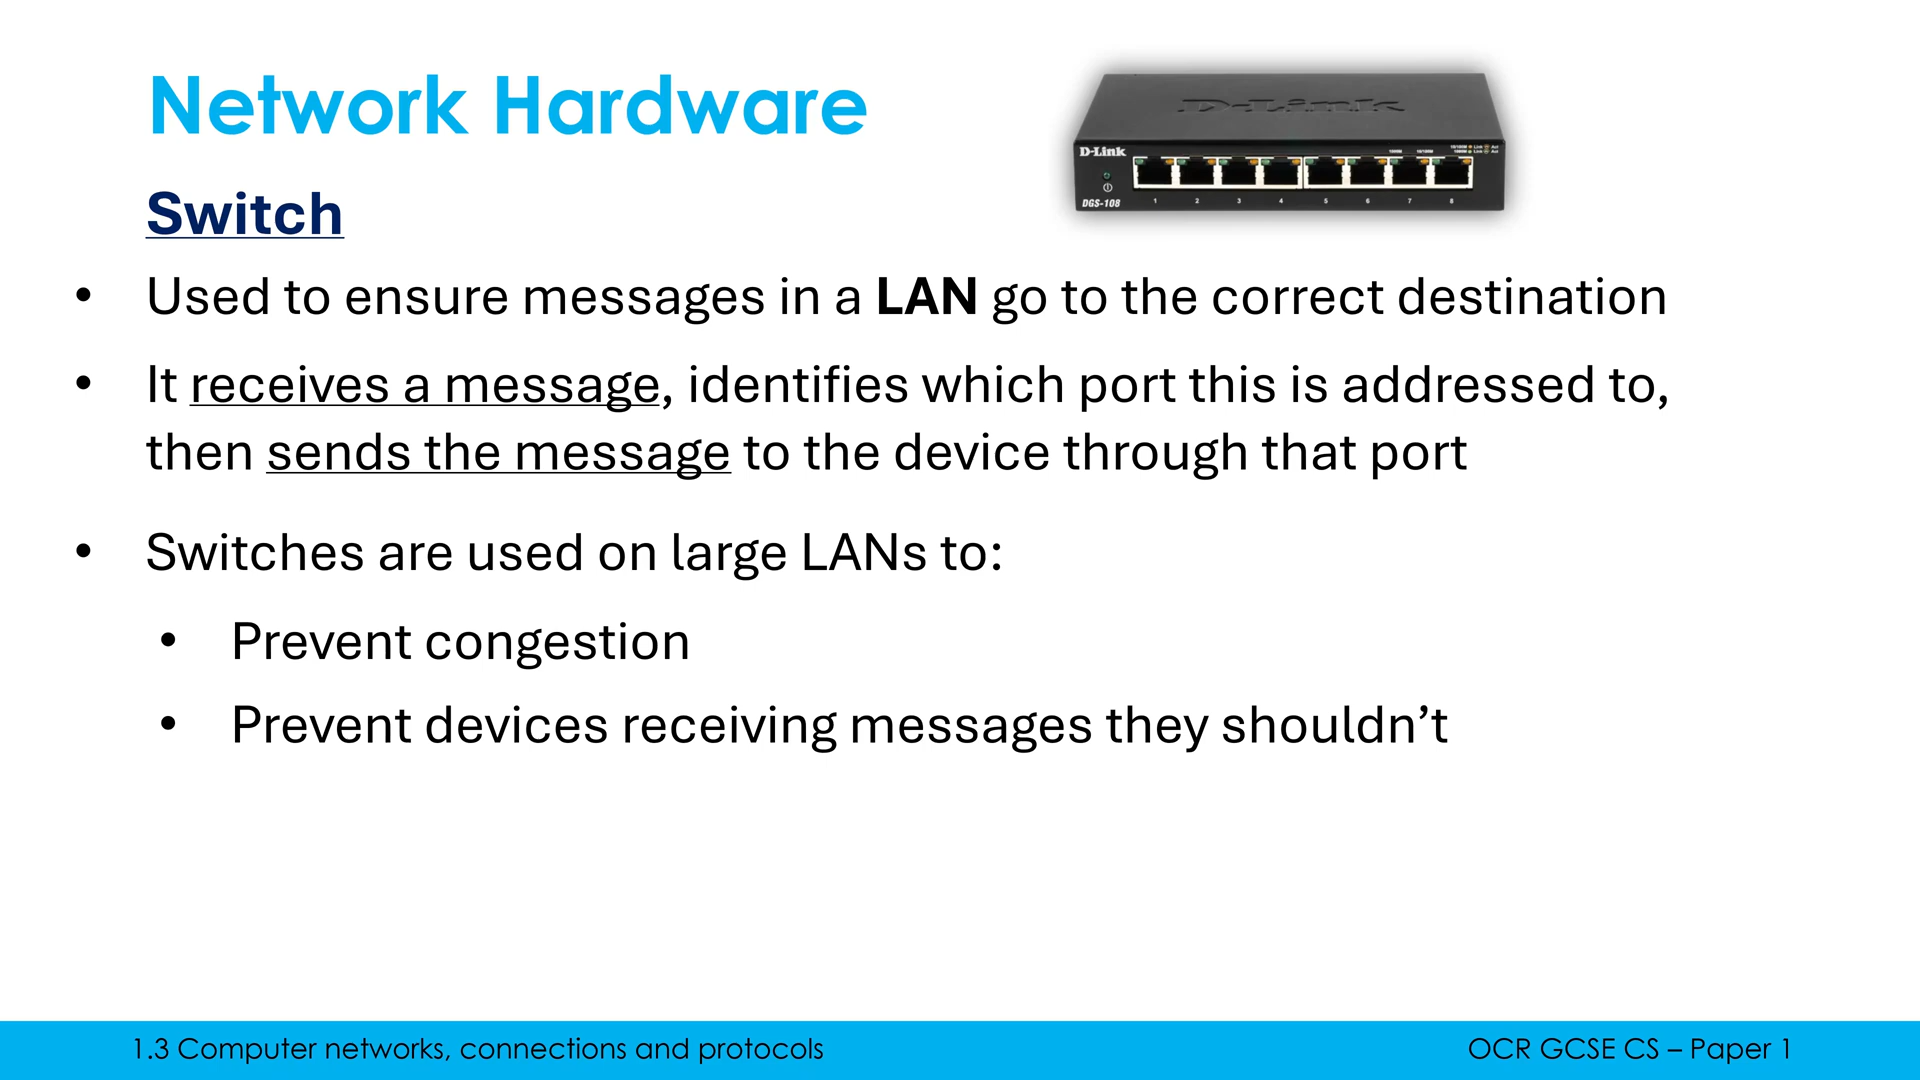 Network Hardware
D-Link
D-Link
DGS-108
1 2 3 4 5 6 7 8
Switch
• Used to ensure messages in a LAN go to the correct destination
• It receives a message, identifies which port this is addressed to,
then sends the message to the device through that port
• Switches are used on large LANs to:
• Prevent congestion
• Prevent devices receiving messages they shouldn’t
1.3 Computer networks, connections and protocols
OCR GCSE CS – Paper 1